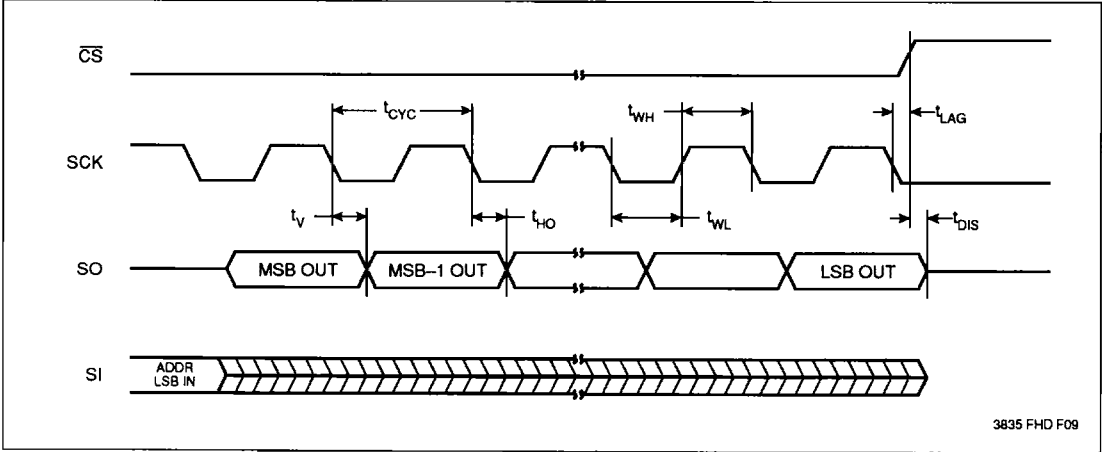 CS
tCYC
tWH
tLAG
SCK
tV
tHO
tWL
tDIS
SO
MSB OUT
MSB–1 OUT
LSB OUT
SI
ADDR
LSB IN
3835 FHD F09